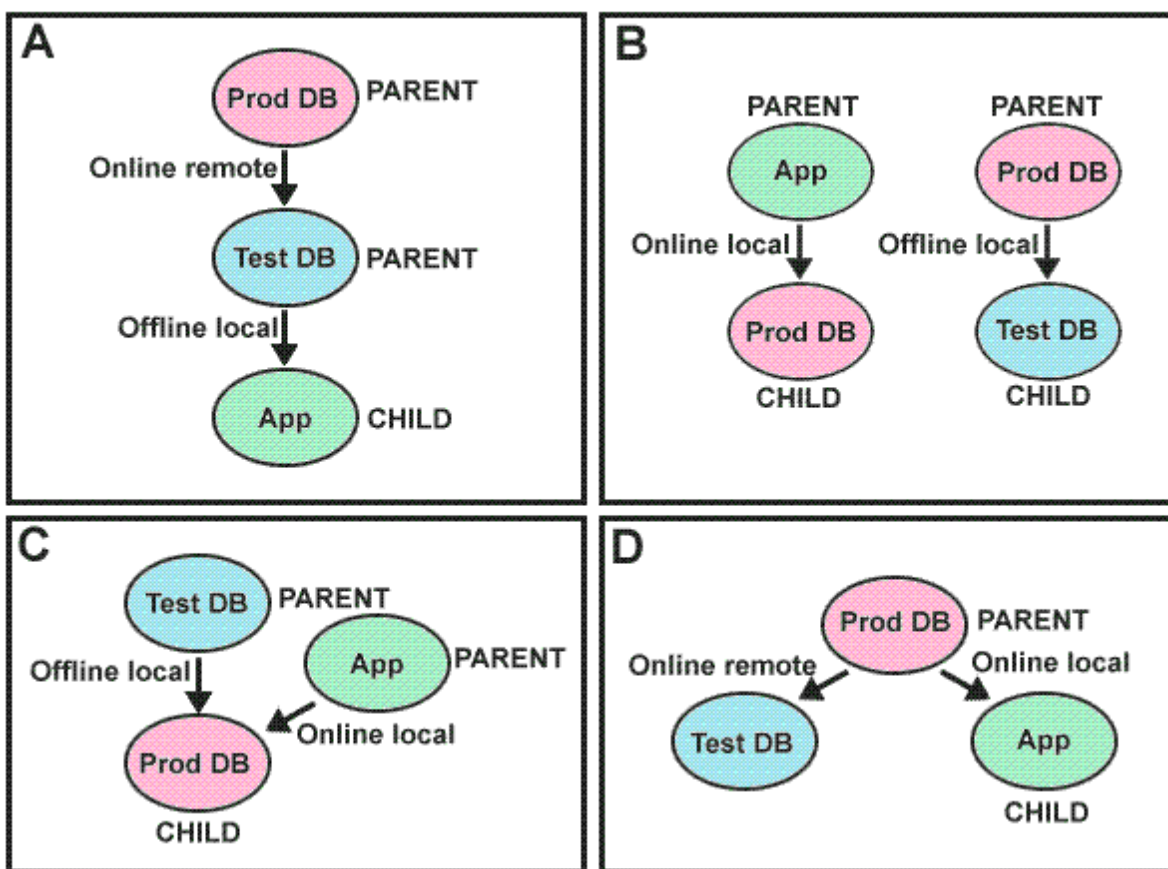 A
Prod DB
PARENT
Online remote
Test DB
PARENT
Offline local
App
CHILD
B
PARENT
PARENT
App
Prod DB
Online local
Offline local
Prod DB
Test DB
CHILD
CHILD
C
Test DB
PARENT
App
PARENT
Offline local
Online local
Prod DB
CHILD
D
Prod DB
PARENT
Online remote
Online local
Test DB
App
CHILD